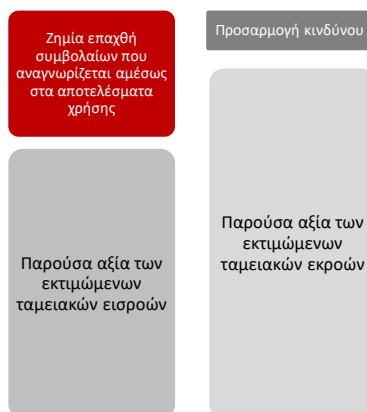 Ζημία επαχθή
συμβολαίων που
αναγνωρίζεται αμέσως
στα αποτελέσματα
χρήσης
Παρούσα αξία των
εκτιμώμενων
ταμειακών εισροών
Προσαρμογή κινδύνου
Παρούσα αξία των
εκτιμώμενων
ταμειακών εκροών